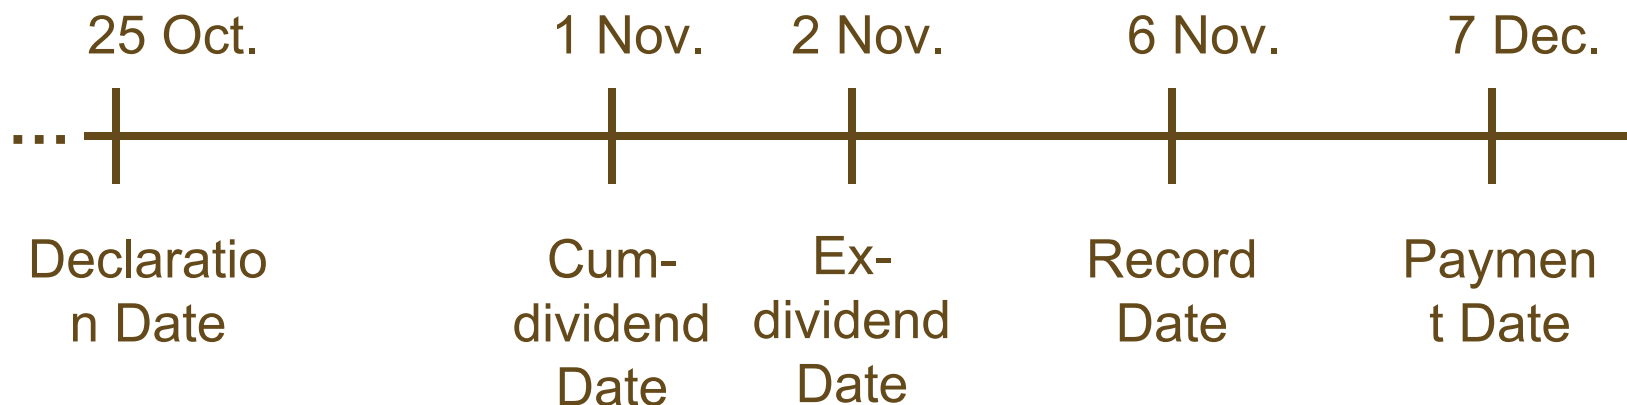 25 Oct.
1 Nov.
2 Nov.
6 Nov.
7 Dec.
...
Declaratio
n Date
Cum-
dividend
Date
Ex-
dividend
Date
Record
Date
Paymen
t Date